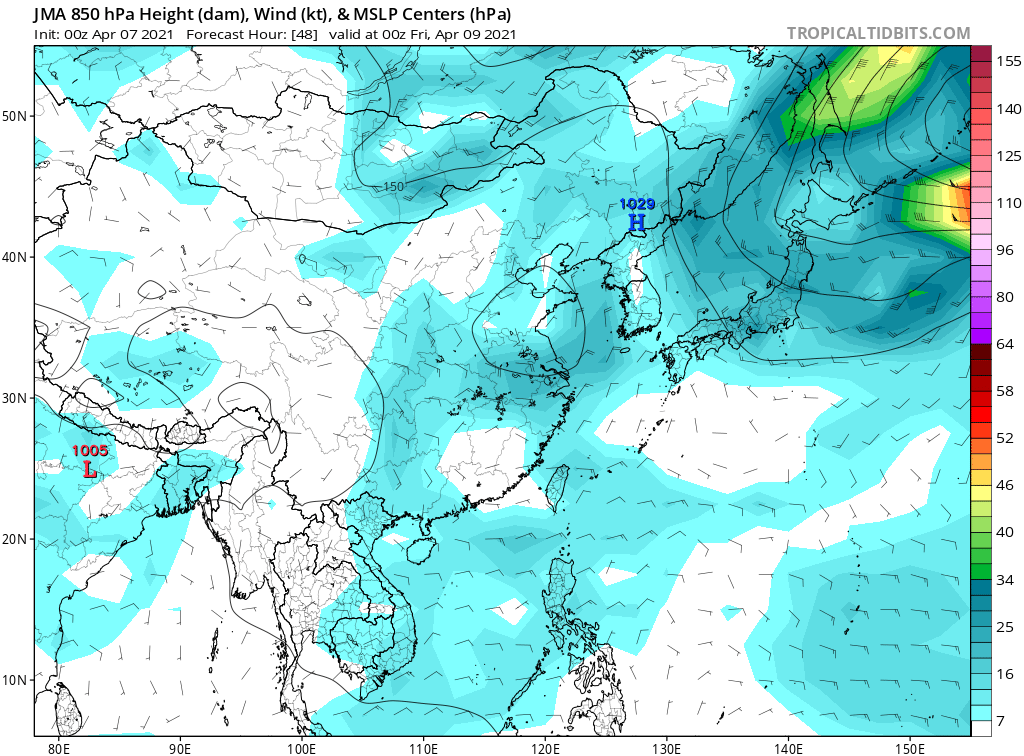 JMA 850 hPa Height (dam), Wind (kt), & MSLP Centers (hPa)
Init: 00z Apr 07 2021 Forecast Hour: [48] valid at 00z Fri, Apr 09 2021
TROPICALTIDBITS.COM
155
50N
140
125
150
1029
H
110
96
40N
80
64
30N
58
52
1005
L
46
40
20N
34
25
16
10N
7
80E
90E
100E
110E
120E
130E
140E
150E